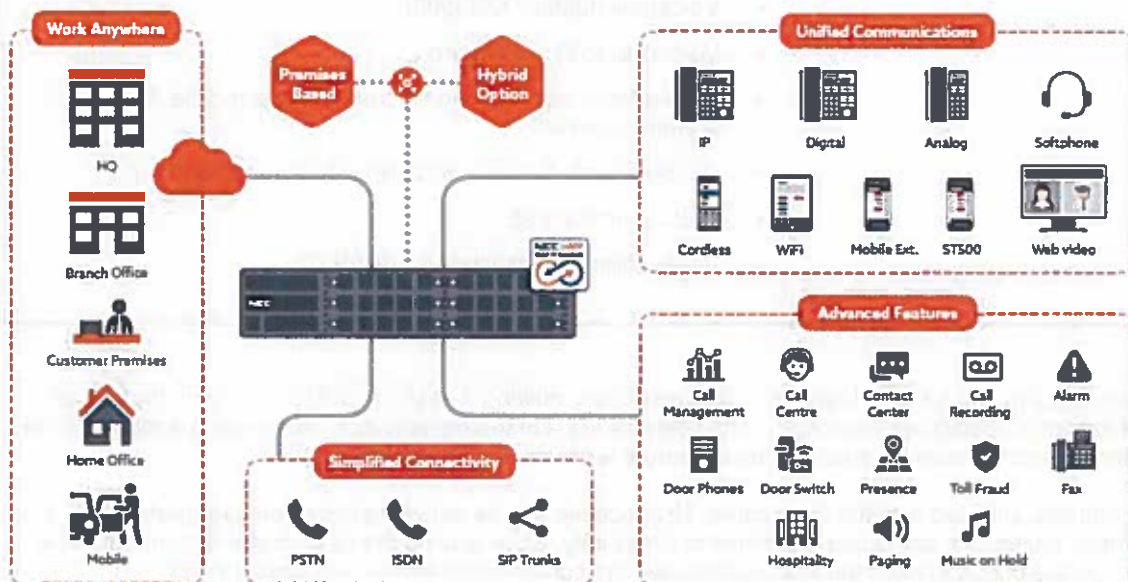 Work Anywhere
HQ
Branch Office
Customer Premises
Home Office
Mobile
Premises
Based
Hybrid
Option
NEC
NEC
Simplified Connectivity
PSTN
ISDN
SIP Trunks
Unified Communications
IP
Digital
Analog
Softphone
Cordless
WiFi
Mobile Ext.
ST500
Web video
Advanced Features
Call
Management
Call
Centre
Contact
Center
Call
Recording
Alarm
Door Phones
Door Switch
Presence
Toll Fraud
Fax
Hospitality
Paging
Music on Hold